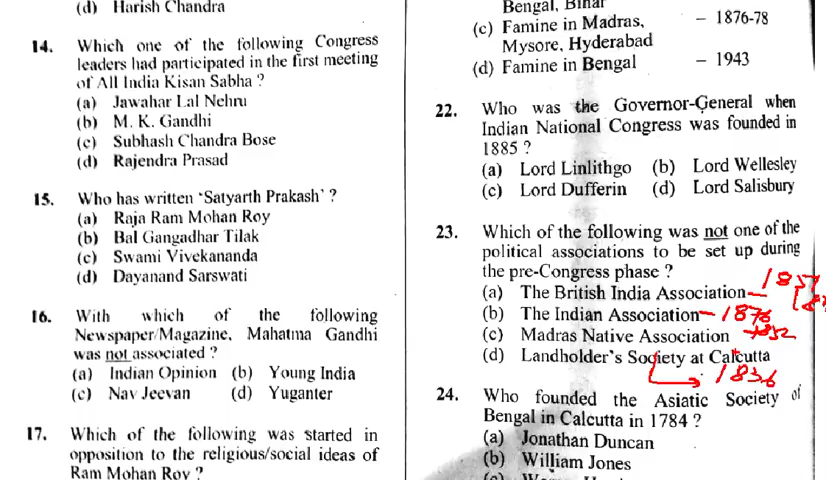 (d) Harish Chandra
14. Which one of the following Congress
leaders had participated in the first meeting
of All India Kisan Sabha ?
(a) Jawahar Lal Nehru
(b) M. K. Gandhi
(c) Subhash Chandra Bose
(d) Rajendra Prasad
15. Who has written 'Satyarth Prakash' ?
(a) Raja Ram Mohan Roy
(b) Bal Gangadhar Tilak
(c) Swami Vivekananda
(d) Dayanand Sarswati
16. With which of the following
Newspaper/Magazine, Mahatma Gandhi
was not associated ?
(a) Indian Opinion (b) Young India
(c) Nav Jeevan (d) Yuganter
17. Which of the following was started in
opposition to the religious/social ideas of
Ram Mohan Roy ?
Bengal, Bihar
(c) Famine in Madras, – 1876-78
Mysore, Hyderabad
(d) Famine in Bengal – 1943
22. Who was the Governor-General when
Indian National Congress was founded in
1885 ?
(a) Lord Linlithgo (b) Lord Wellesley
(c) Lord Dufferin (d) Lord Salisbury
23. Which of the following was not one of the
political associations to be set up during
the pre-Congress phase ?
(a) The British India Association
(b) The Indian Association – 1876
(c) Madras Native Association 1852
(d) Landholder's Society at Calcutta
1836
24. Who founded the Asiatic Society of
Bengal in Calcutta in 1784 ?
(a) Jonathan Duncan
(b) William Jones